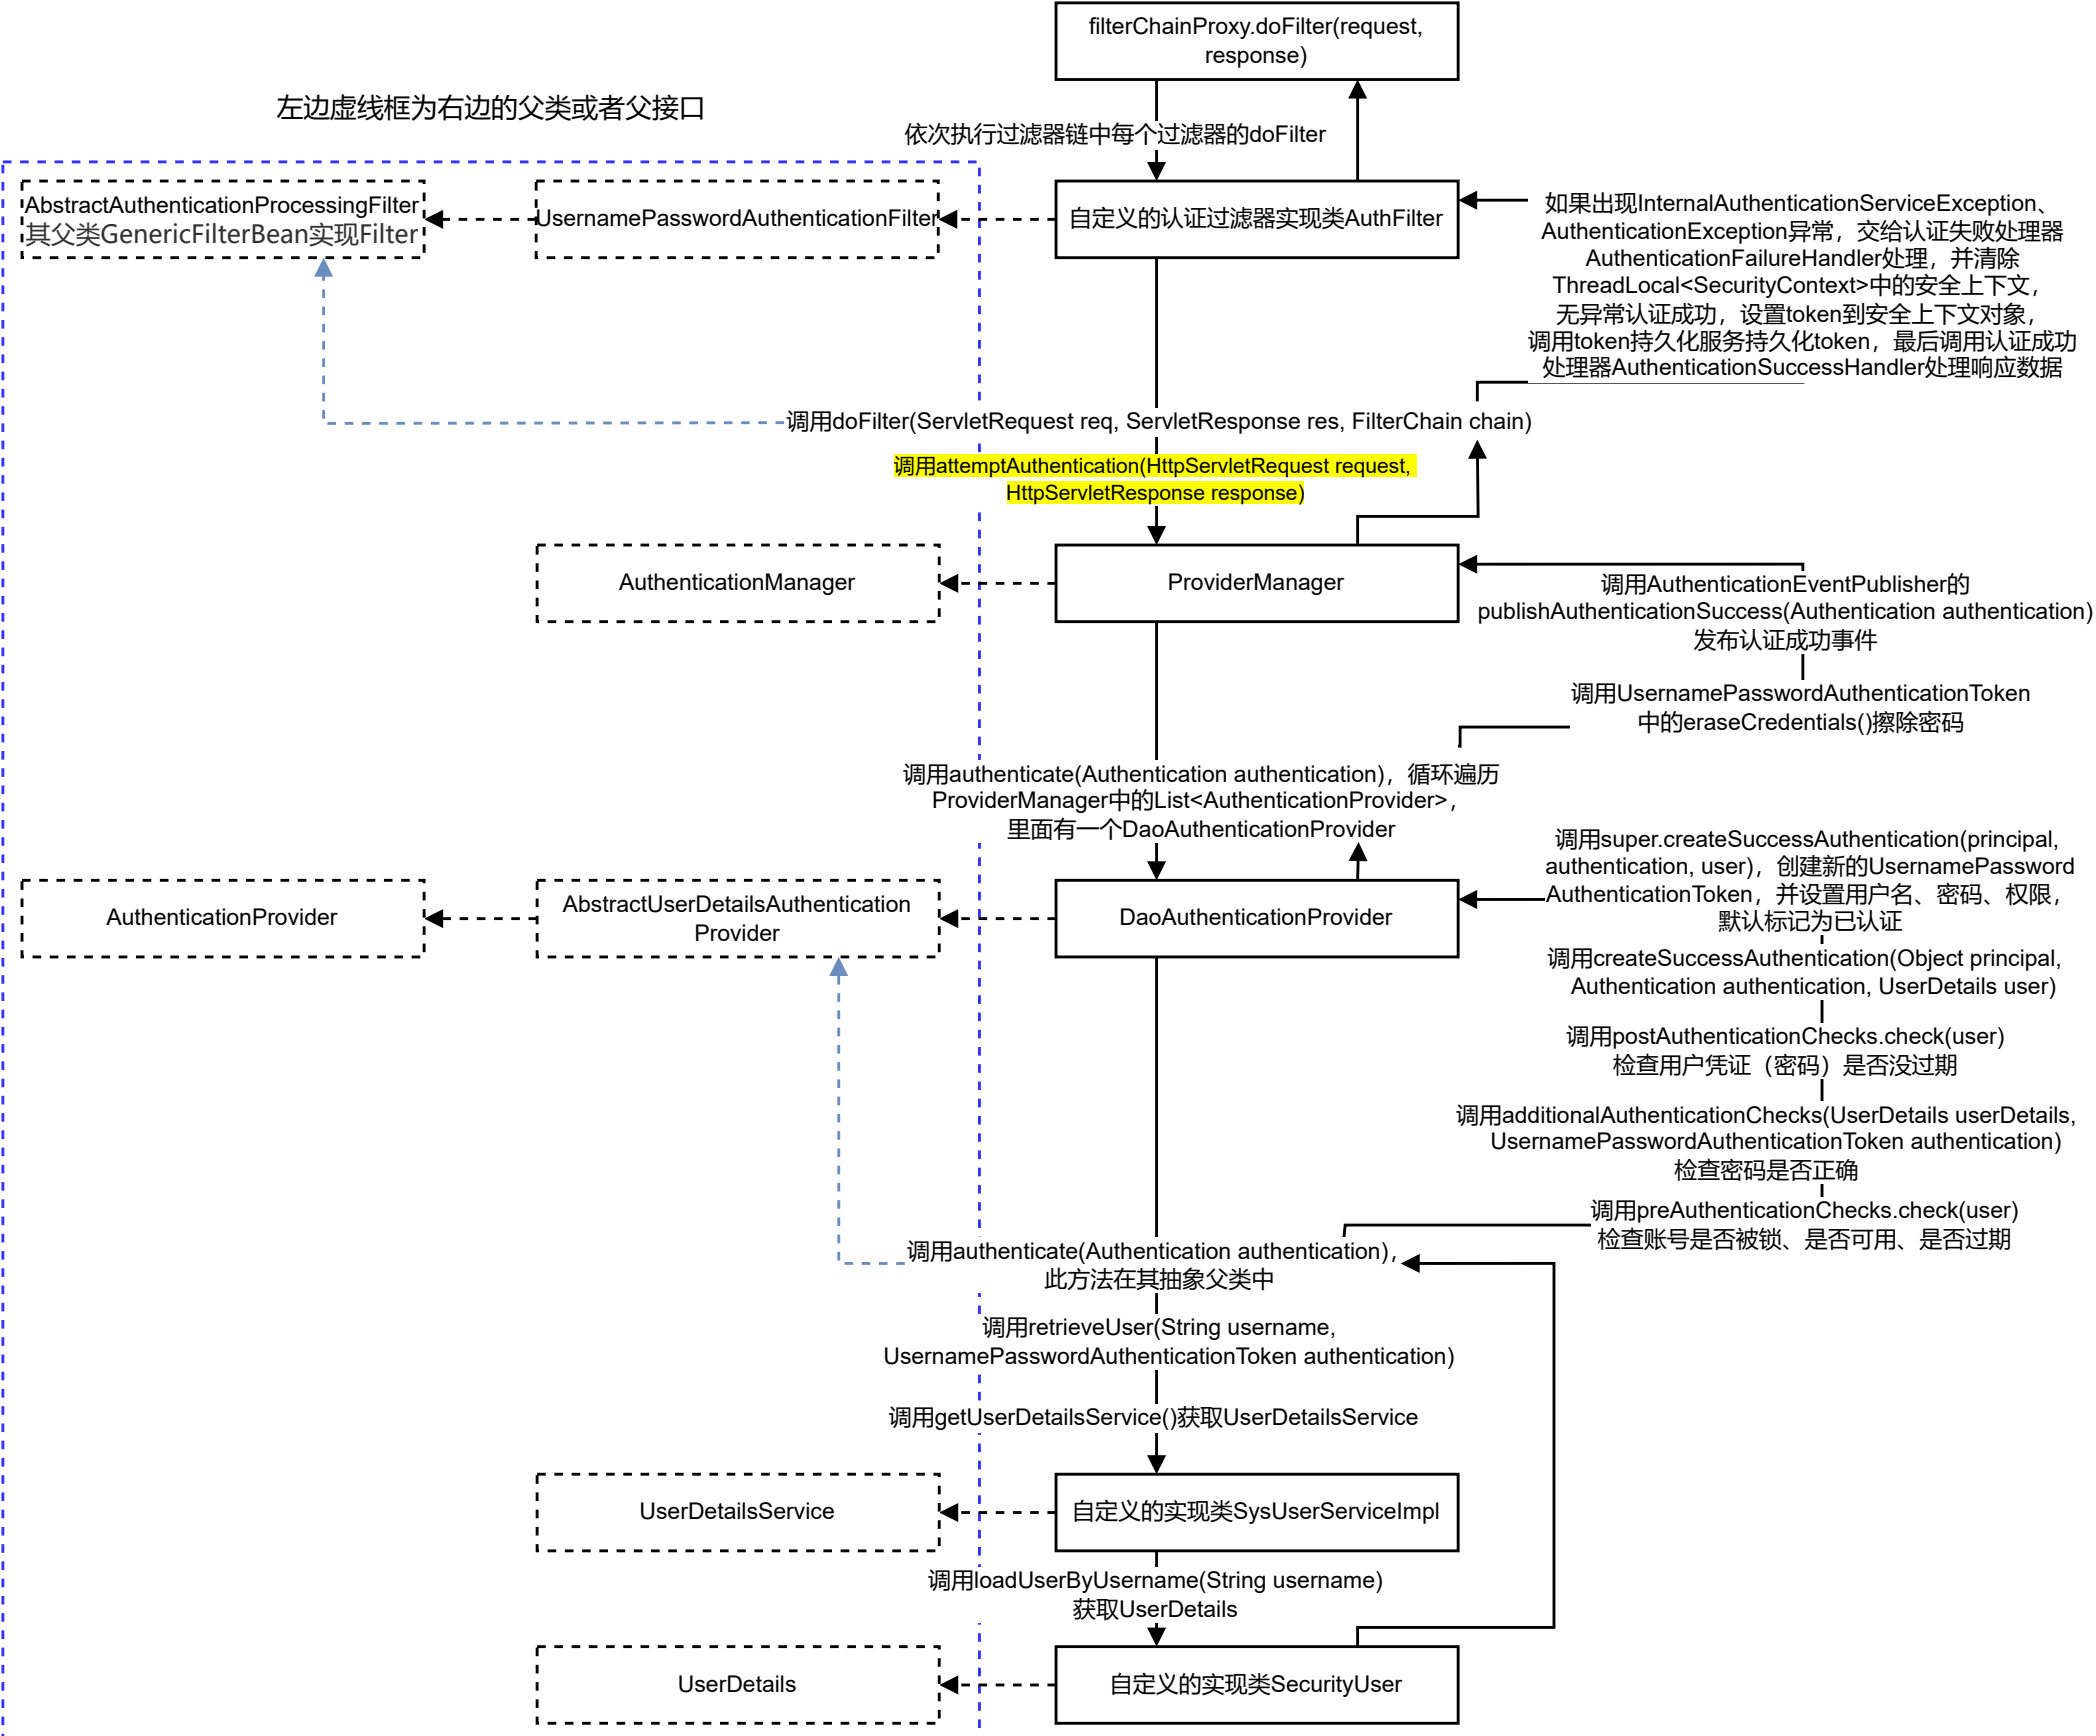 filterChainProxy.doFilter(request,
response)
左边虚线框为右边的父类或者父接口
依次执行过滤器链中每个过滤器的doFilter
AbstractAuthenticationProcessingFilter
其父类GenericFilterBean实现Filter
UsernamePasswordAuthenticationFilter
自定义的认证过滤器实现类AuthFilter
如果出现InternalAuthenticationServiceException、
AuthenticationException异常，交给认证失败处理器
AuthenticationFailureHandler处理，并清除
ThreadLocal<SecurityContext>中的安全上下文，
无异常认证成功，设置token到安全上下文对象，
调用token持久化服务持久化token，最后调用认证成功
处理器AuthenticationSuccessHandler处理响应数据
调用doFilter(ServletRequest req, ServletResponse res, FilterChain chain)
调用attemptAuthentication(HttpServletRequest request,
HttpServletResponse response)
AuthenticationManager
ProviderManager
调用AuthenticationEventPublisher的
publishAuthenticationSuccess(Authentication authentication)
发布认证成功事件
调用UsernamePasswordAuthenticationToken
中的eraseCredentials()擦除密码
调用authenticate(Authentication authentication)，循环遍历
ProviderManager中的List<AuthenticationProvider>，
里面有一个DaoAuthenticationProvider
AuthenticationProvider
AbstractUserDetailsAuthentication
Provider
DaoAuthenticationProvider
调用super.createSuccessAuthentication(principal,
authentication, user)，创建新的UsernamePassword
AuthenticationToken，并设置用户名、密码、权限，
默认标记为已认证
调用createSuccessAuthentication(Object principal,
Authentication authentication, UserDetails user)
调用postAuthenticationChecks.check(user)
检查用户凭证（密码）是否没过期
调用additionalAuthenticationChecks(UserDetails userDetails,
UsernamePasswordAuthenticationToken authentication)
检查密码是否正确
调用preAuthenticationChecks.check(user)
检查账号是否被锁、是否可用、是否过期
调用authenticate(Authentication authentication)，
此方法在其抽象父类中
调用retrieveUser(String username,
UsernamePasswordAuthenticationToken authentication)
调用getUserDetailsService()获取UserDetailsService
UserDetailsService
自定义的实现类SysUserServiceImpl
调用loadUserByUsername(String username)
获取UserDetails
UserDetails
自定义的实现类SecurityUser